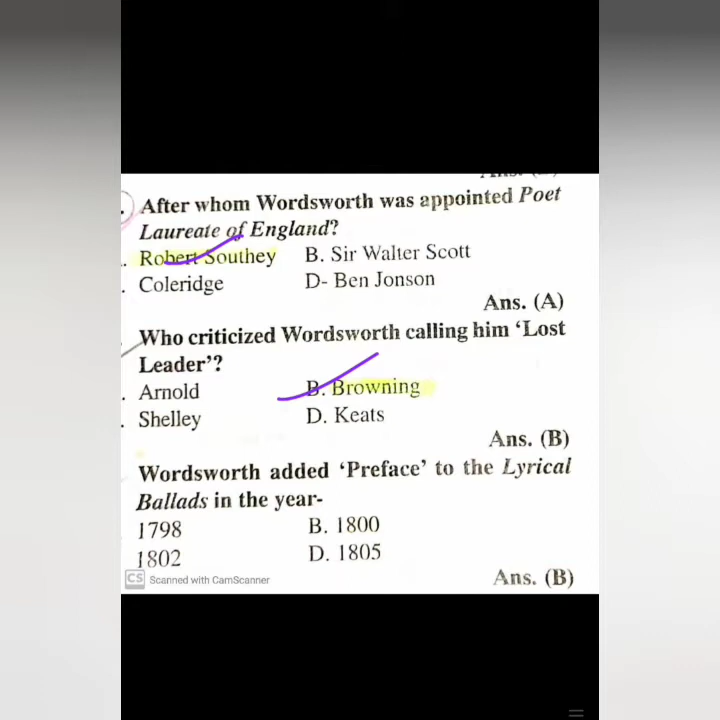 After whom Wordsworth was appointed Poet
Laureate of England?
. Robert Southey B. Sir Walter Scott
. Coleridge D- Ben Jonson
Ans. (A)
Who criticized Wordsworth calling him ‘Lost
Leader’?
. Arnold B. Browning
. Shelley D. Keats
Ans. (B)
Wordsworth added ‘Preface’ to the Lyrical
Ballads in the year-
1798 B. 1800
1802 D. 1805
CS Scanned with CamScanner
Ans. (B)